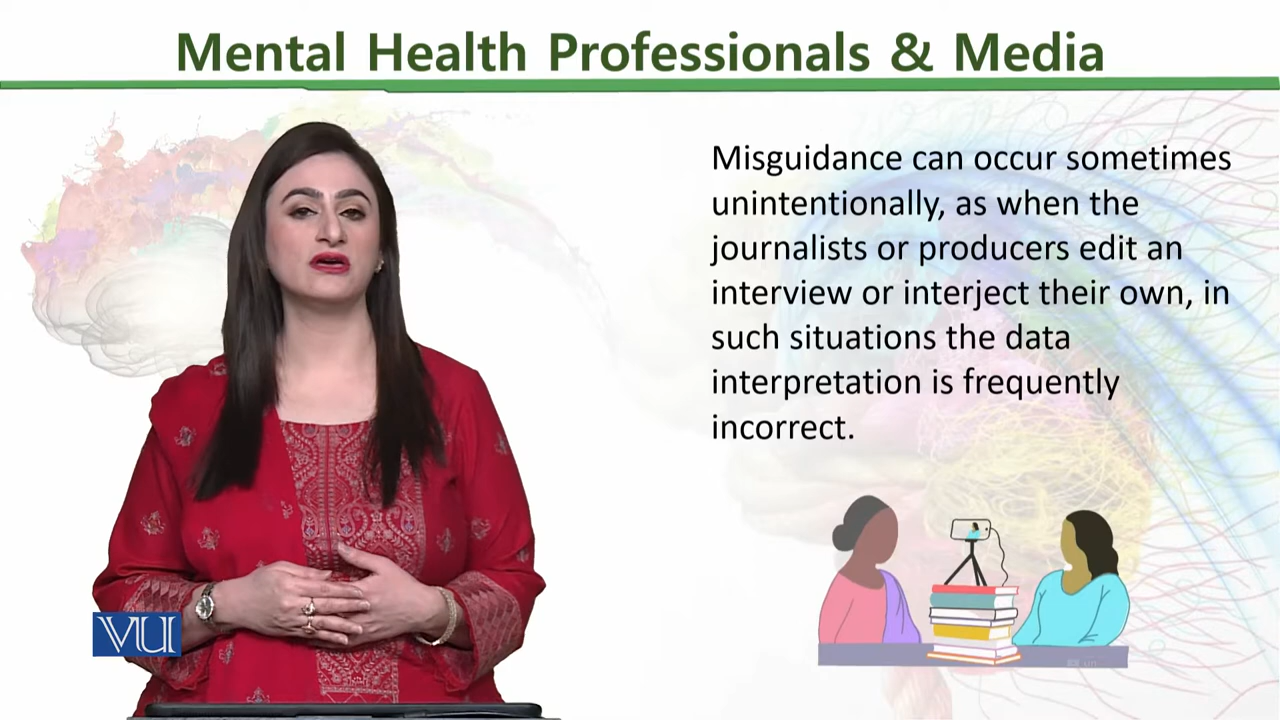 Mental Health Professionals & Media
Misguidance can occur sometimes
unintentionally, as when the
journalists or producers edit an
interview or interject their own, in
such situations the data
interpretation is frequently
incorrect.
VU